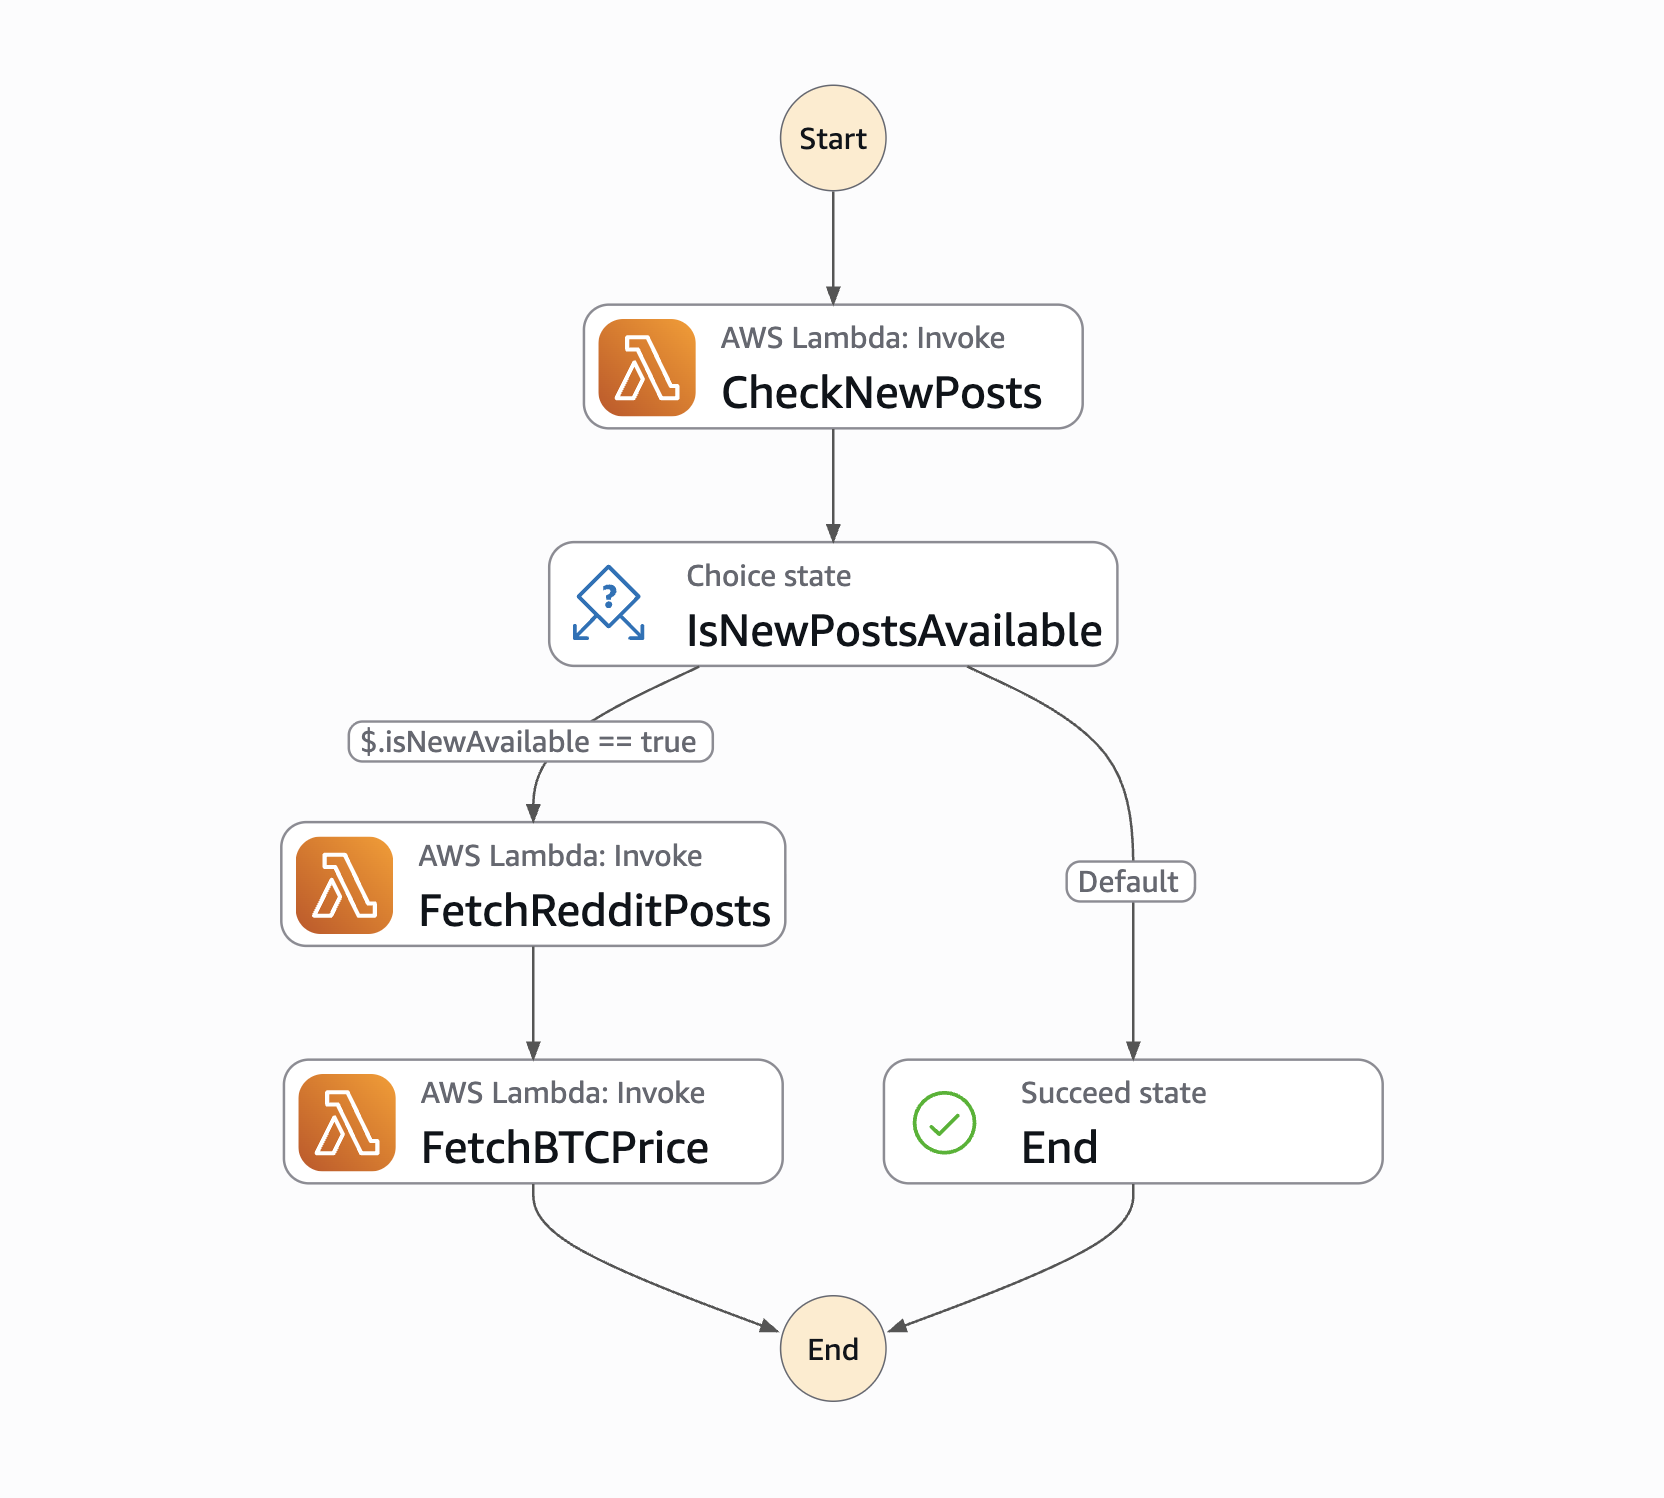 Start
AWS Lambda: Invoke
CheckNewPosts
Choice state
?
IsNewPostsAvailable
$.isNewAvailable == true
AWS Lambda: Invoke
FetchRedditPosts
Default
AWS Lambda: Invoke
FetchBTCPrice
Succeed state
End
End